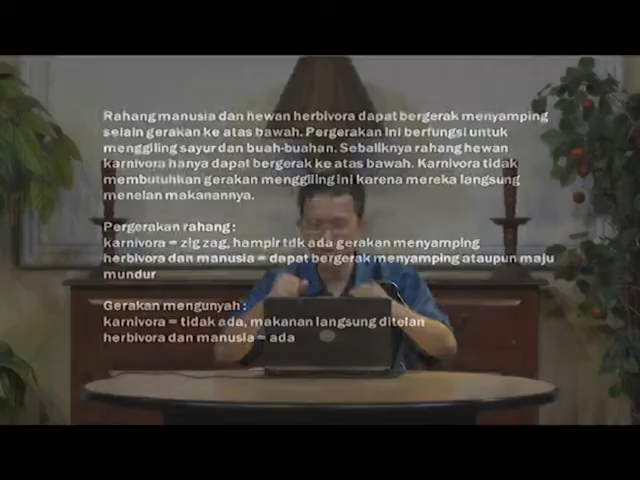 Rahang manusia dan hewan herbivora dapat bergerak menyamping
selain gerakan ke atas bawah. Pergerakan ini berfungsi untuk
menggiling sayur dan buah-buahan. Sebaliknya rahang hewan
karnivora hanya dapat bergerak ke atas bawah. Karnivora tidak
membutuhkan gerakan menggiling ini karena mereka langsung
menelan makanannya.
Pergerakan rahang :
karnivora = zig zag, hampir tdk ada gerakan menyamping
herbivora dan manusia = dapat bergerak menyamping ataupun maju
mundur
Gerakan mengunyah :
karnivora = tidak ada, makanan langsung ditelan
herbivora dan manusia = ada